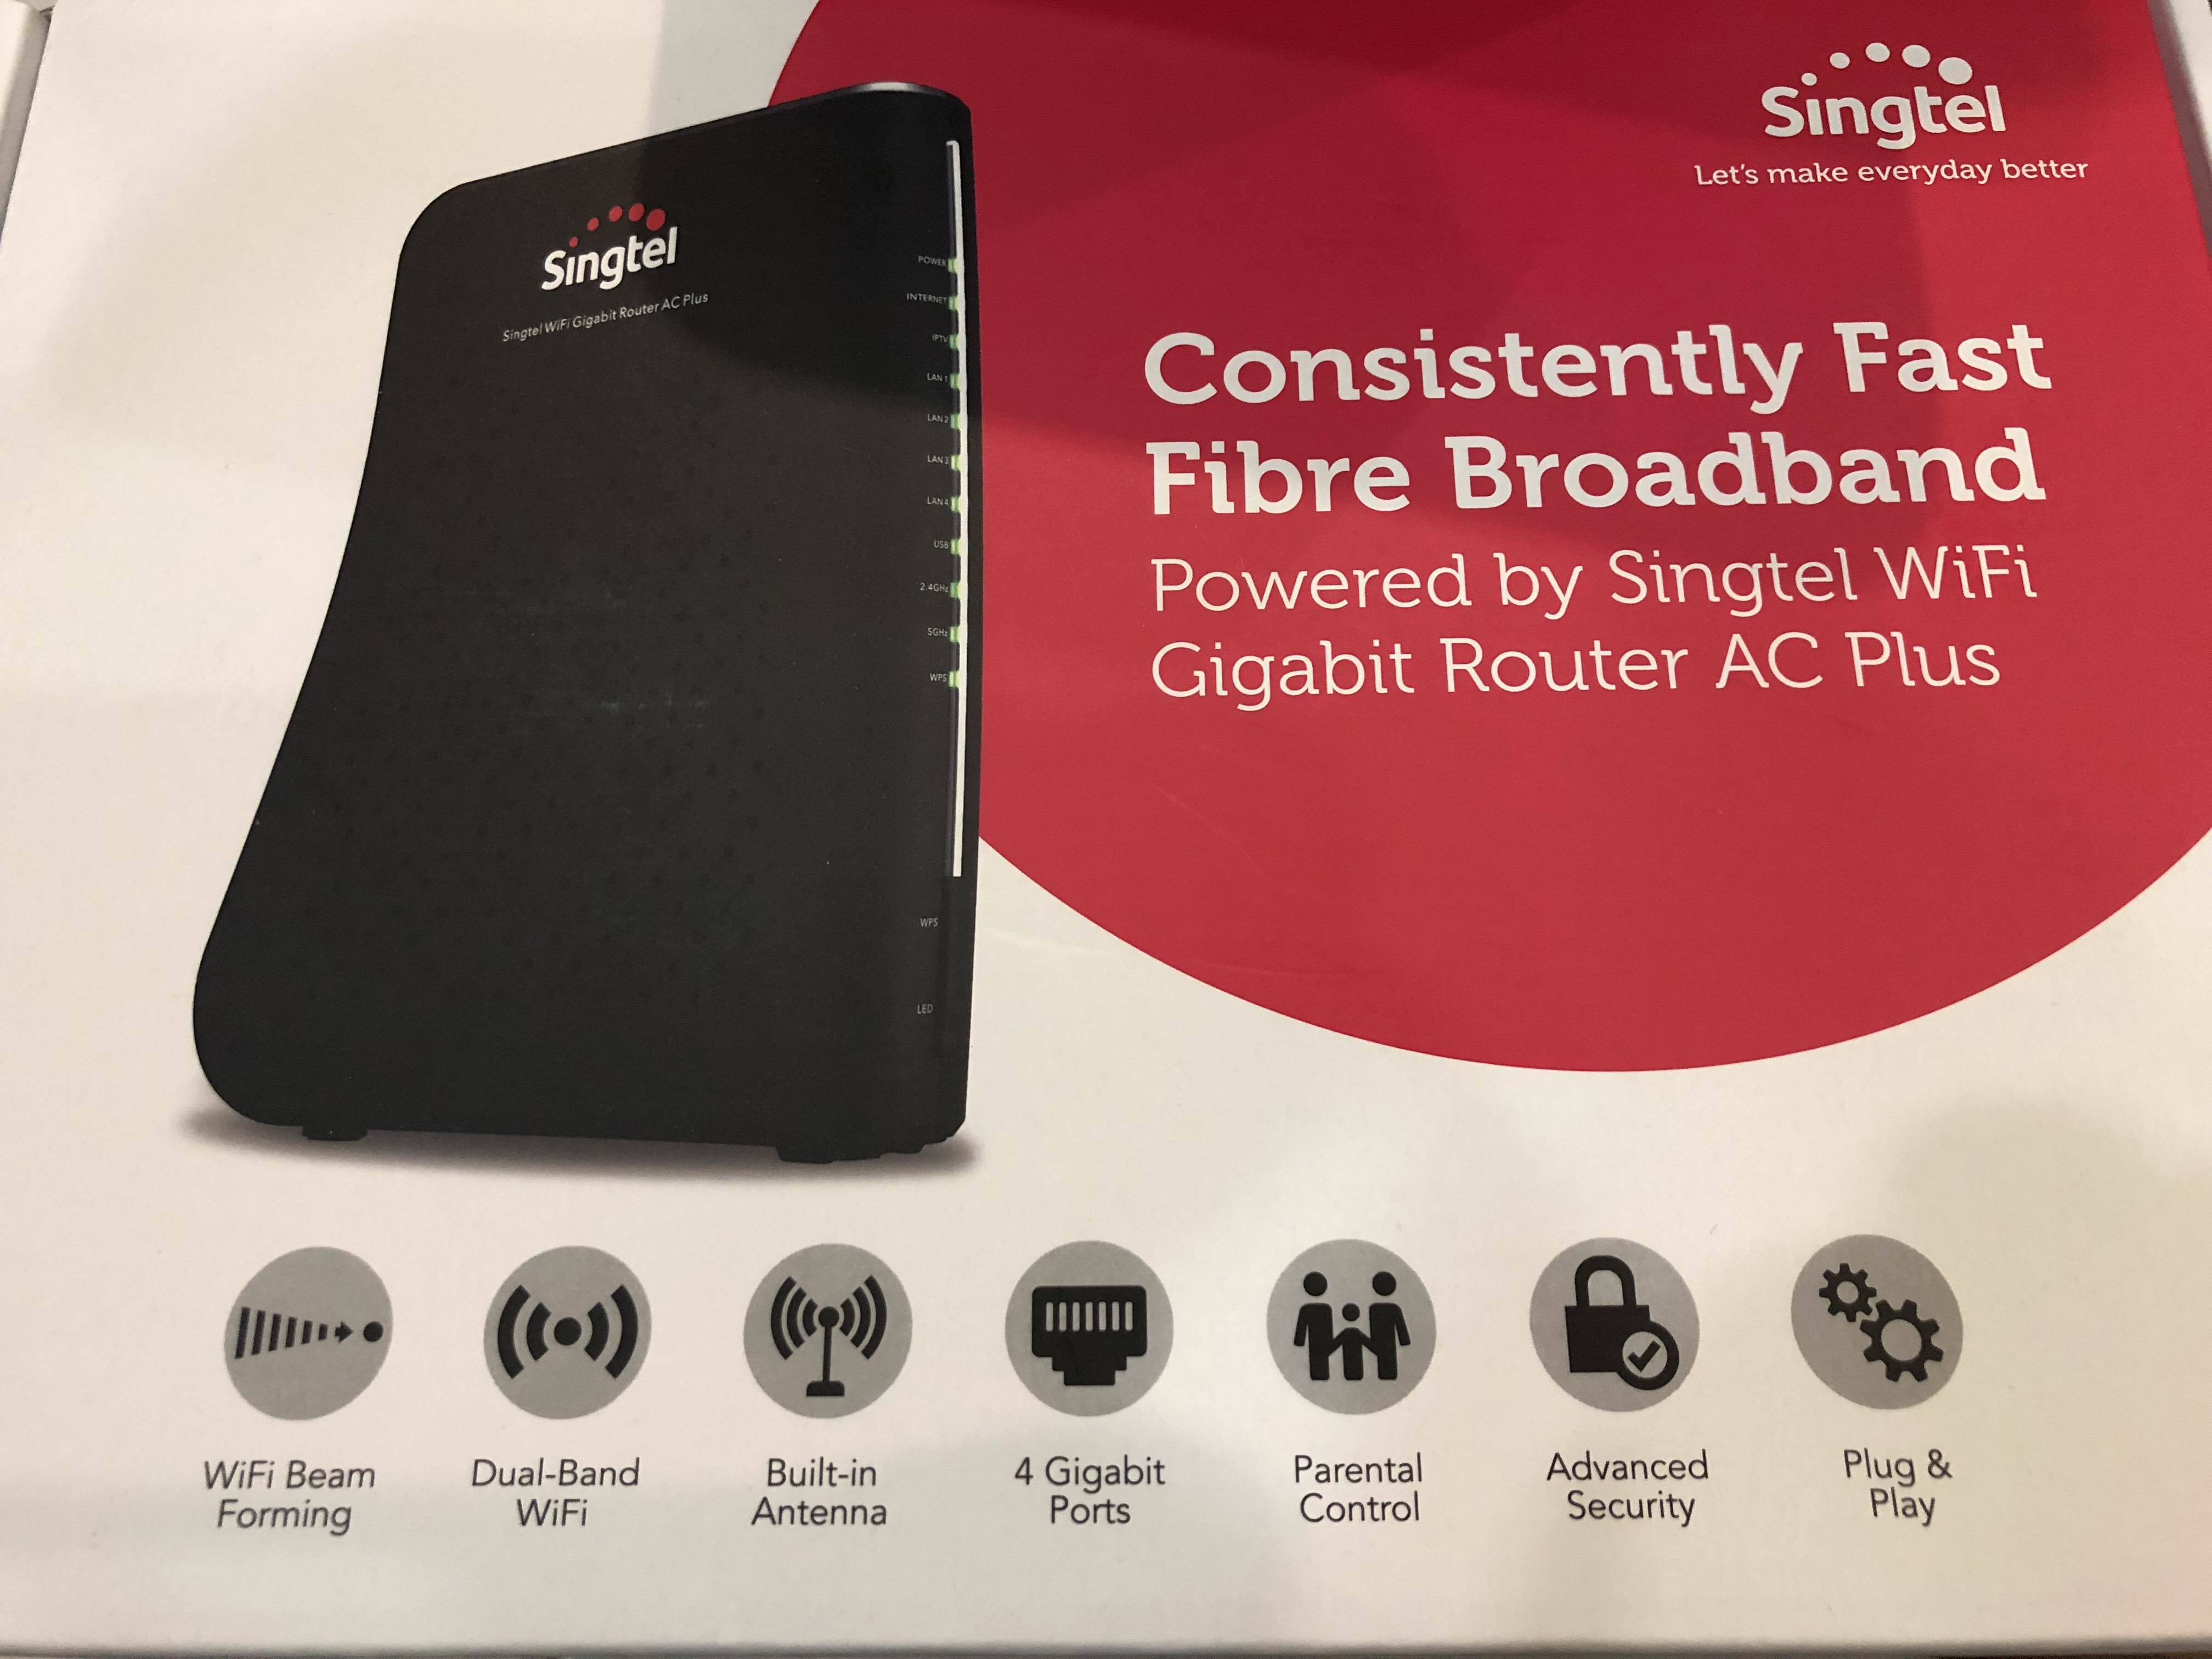 Singtel
Let's make everyday better
Singtel
Singtel WiFi Gigabit Router AC Plus
POWER
INTERNET
IPTV
LAN 1
LAN 2
LAN 3
LAN 4
USB
2.4GHz
5GHz
WPS
WPS
LED
Consistently Fast
Fibre Broadband
Powered by Singtel WiFi
Gigabit Router AC Plus
WiFi Beam
Forming
Dual-Band
WiFi
Built-in
Antenna
4 Gigabit
Ports
Parental
Control
Advanced
Security
Plug &
Play